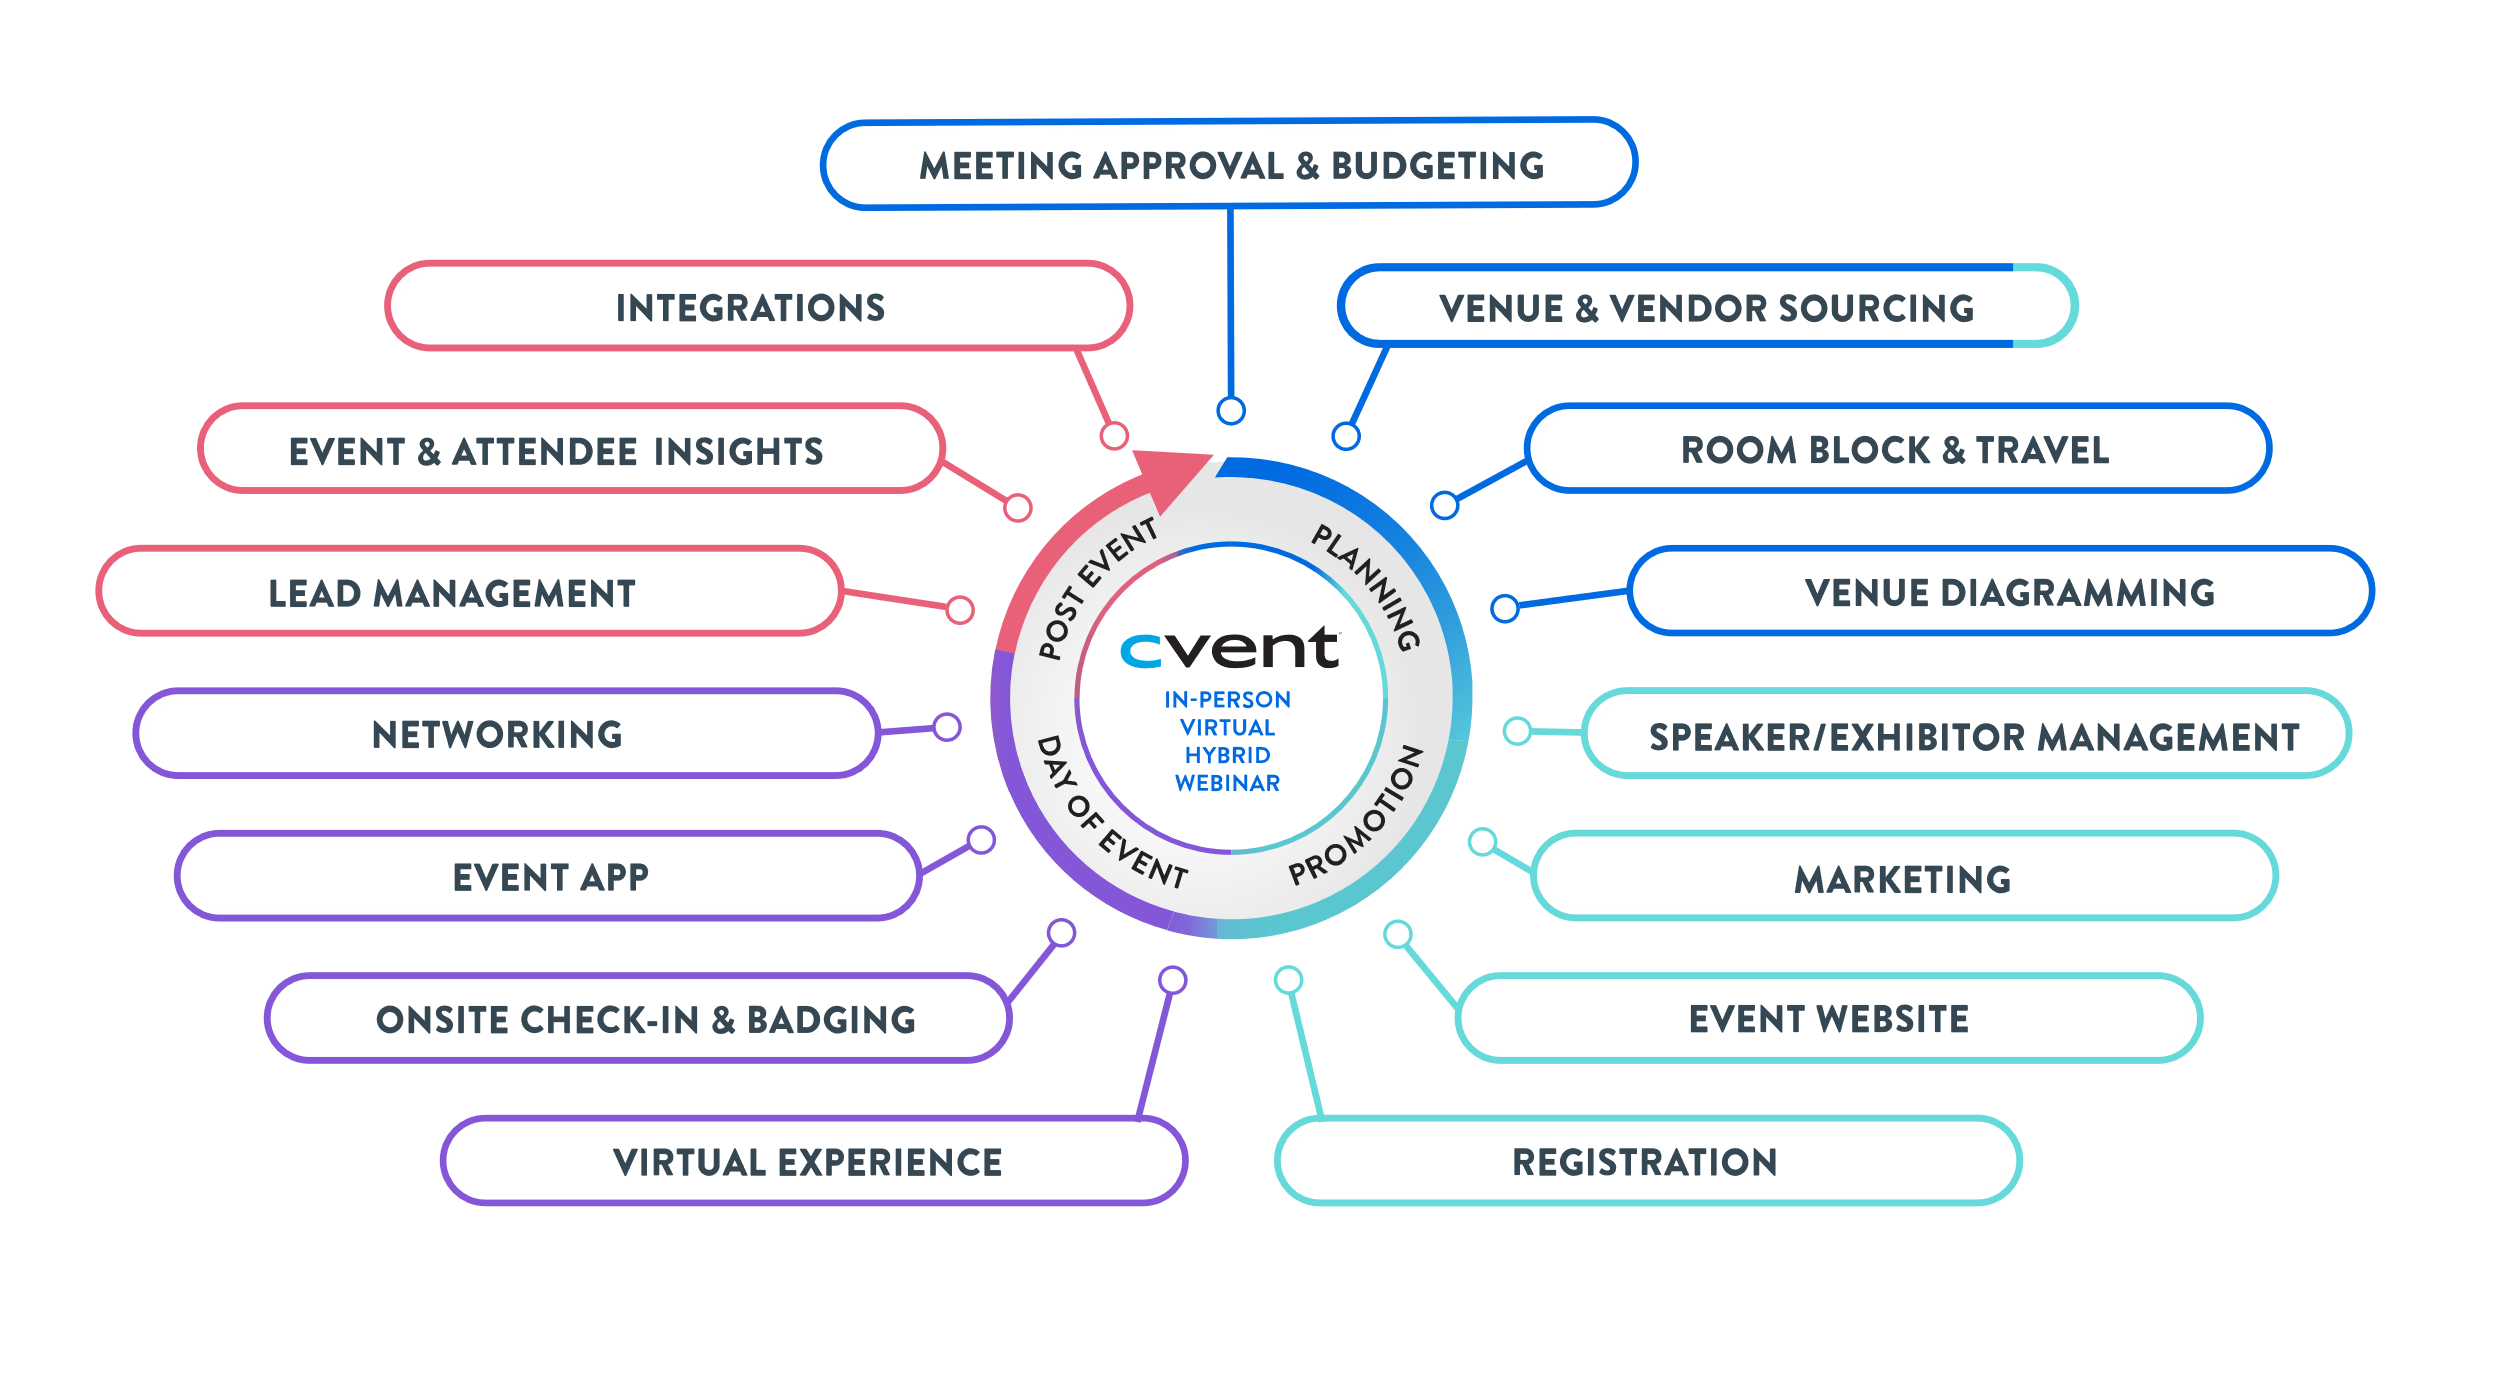 MEETING APPROVAL & BUDGETING
INTEGRATIONS
VENUE & VENDOR SOURCING
EVENT & ATTENDEE INSIGHTS
ROOM BLOCK & TRAVEL
LEAD MANAGEMENT
VENUE DIAGRAMMING
NETWORKING
SPEAKER/EXHIBITOR MANAGEMENT
EVENT APP
MARKETING
ONSITE CHECK-IN & BADGING
EVENT WEBSITE
VIRTUAL EXPERIENCE
REGISTRATION
POST EVENT
PLANNING
DAY OF EVENT
PROMOTION
cvent
IN-PERSON
VIRTUAL
HYBRID
WEBINAR